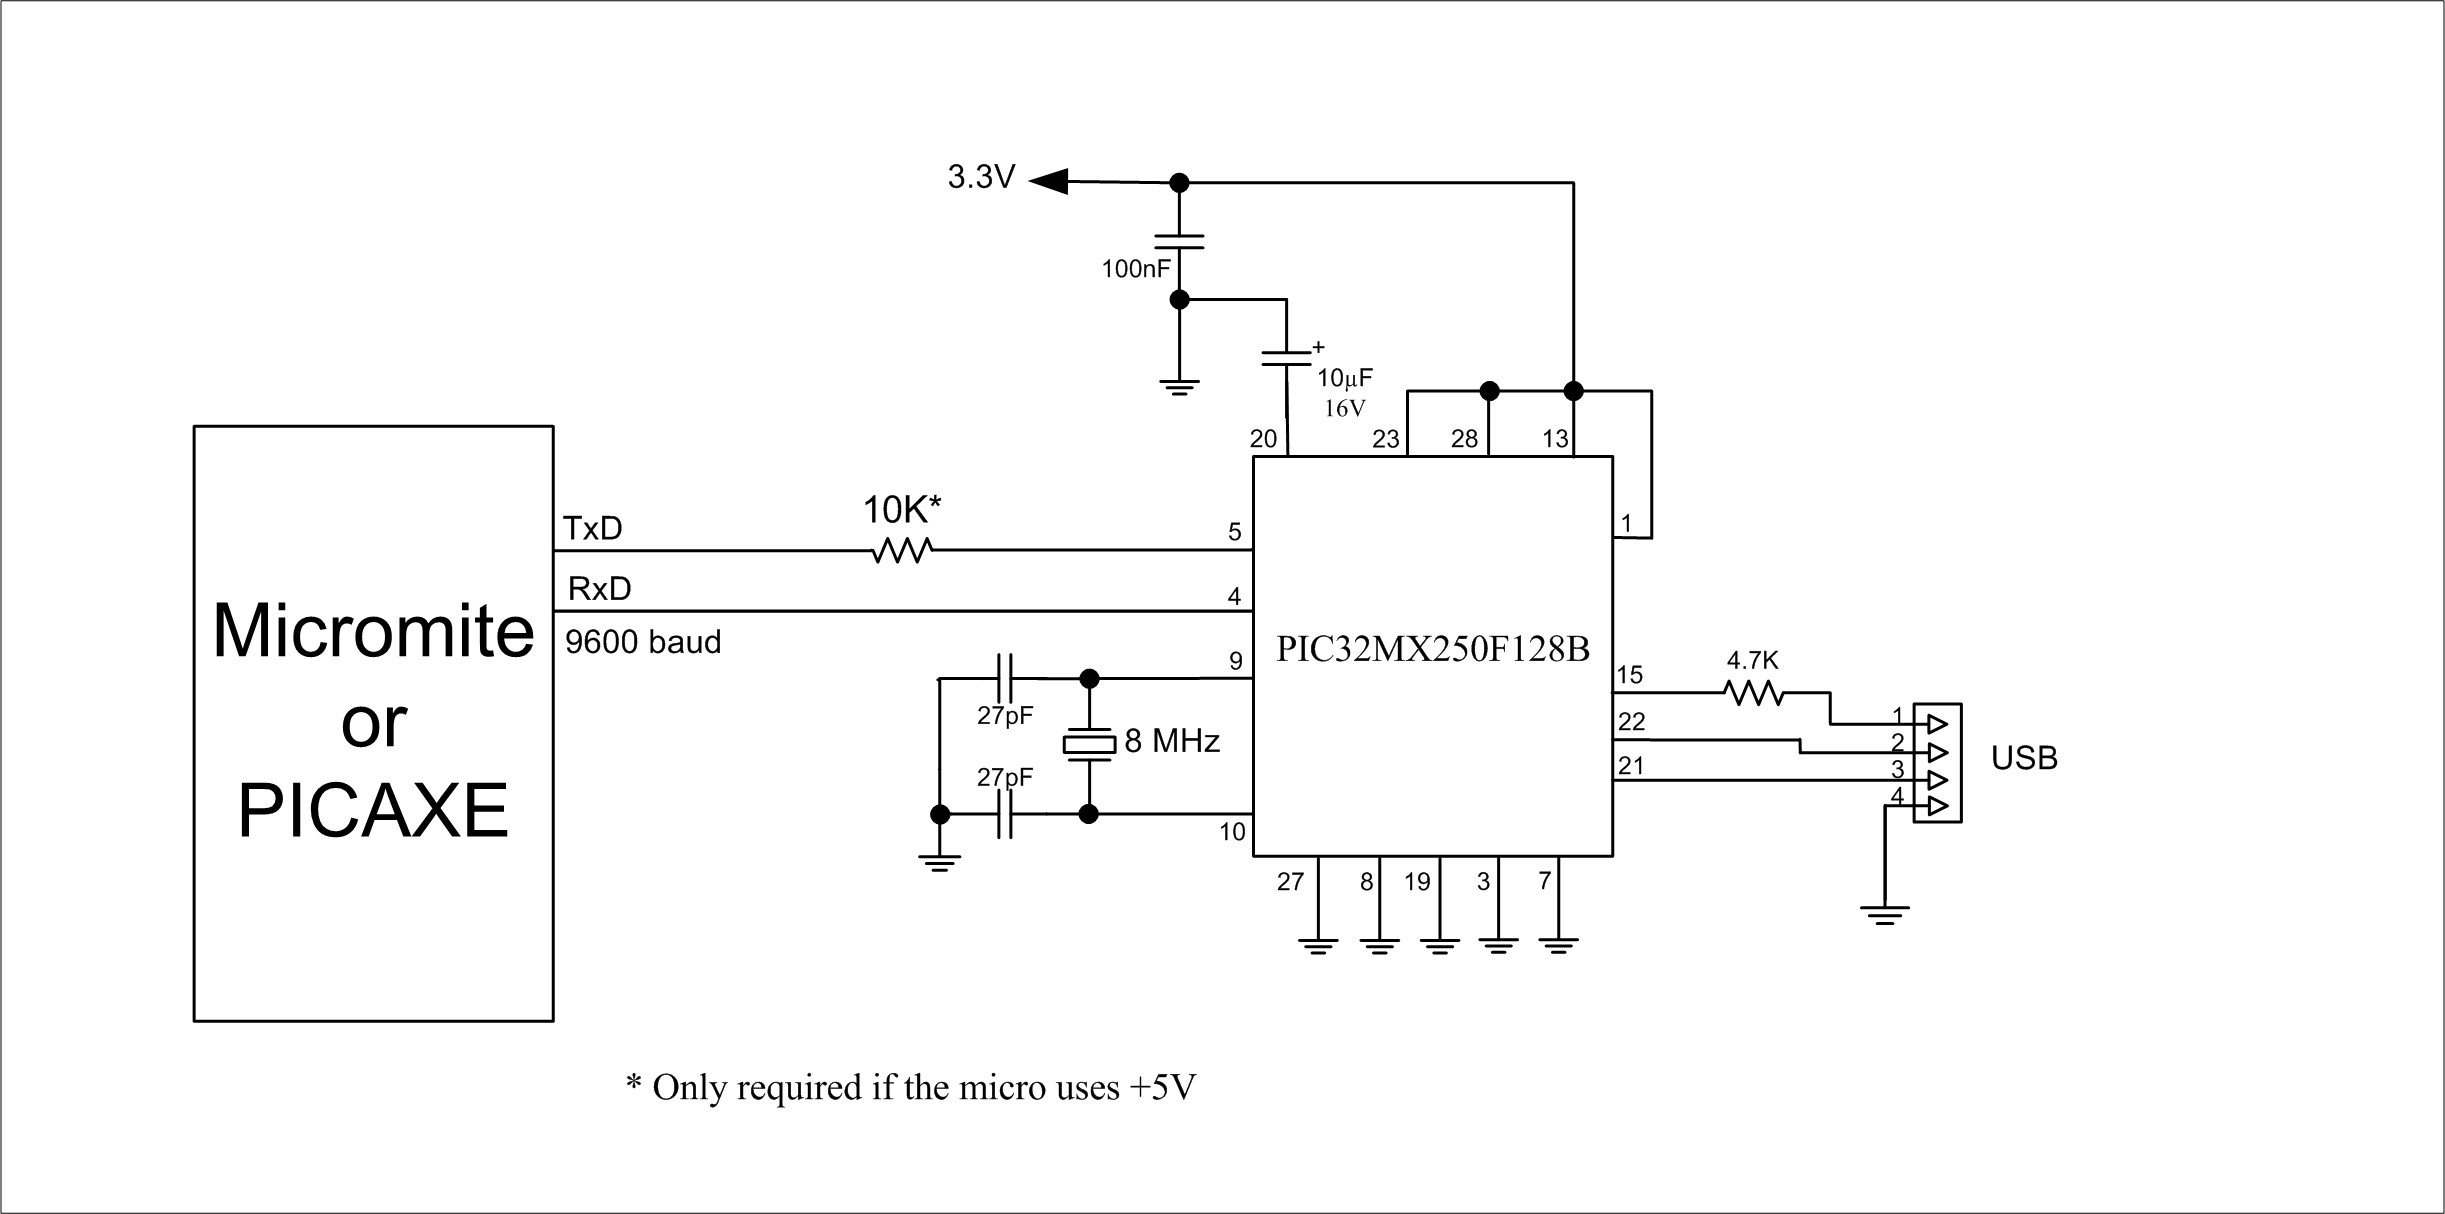 3.3V
100nF
+
10µF
16V
20
23
28
13
10K*
TxD
5
1
RxD
4
9600 baud
Micromite
or
PICAXE
PIC32MX250F128B
9
27pF
8 MHz
27pF
10
15
4.7K
22
21
1
2
3
4
USB
27
8
19
3
7
* Only required if the micro uses +5V